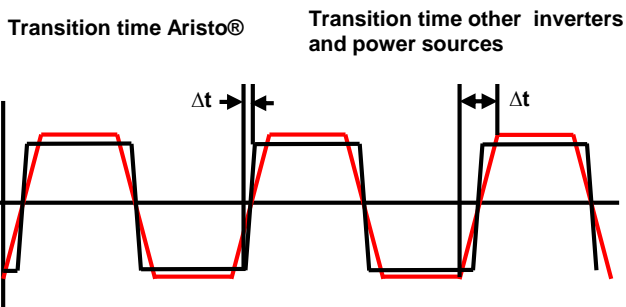 Transition time Aristo®
Transition time other inverters
and power sources
Δt
Δt